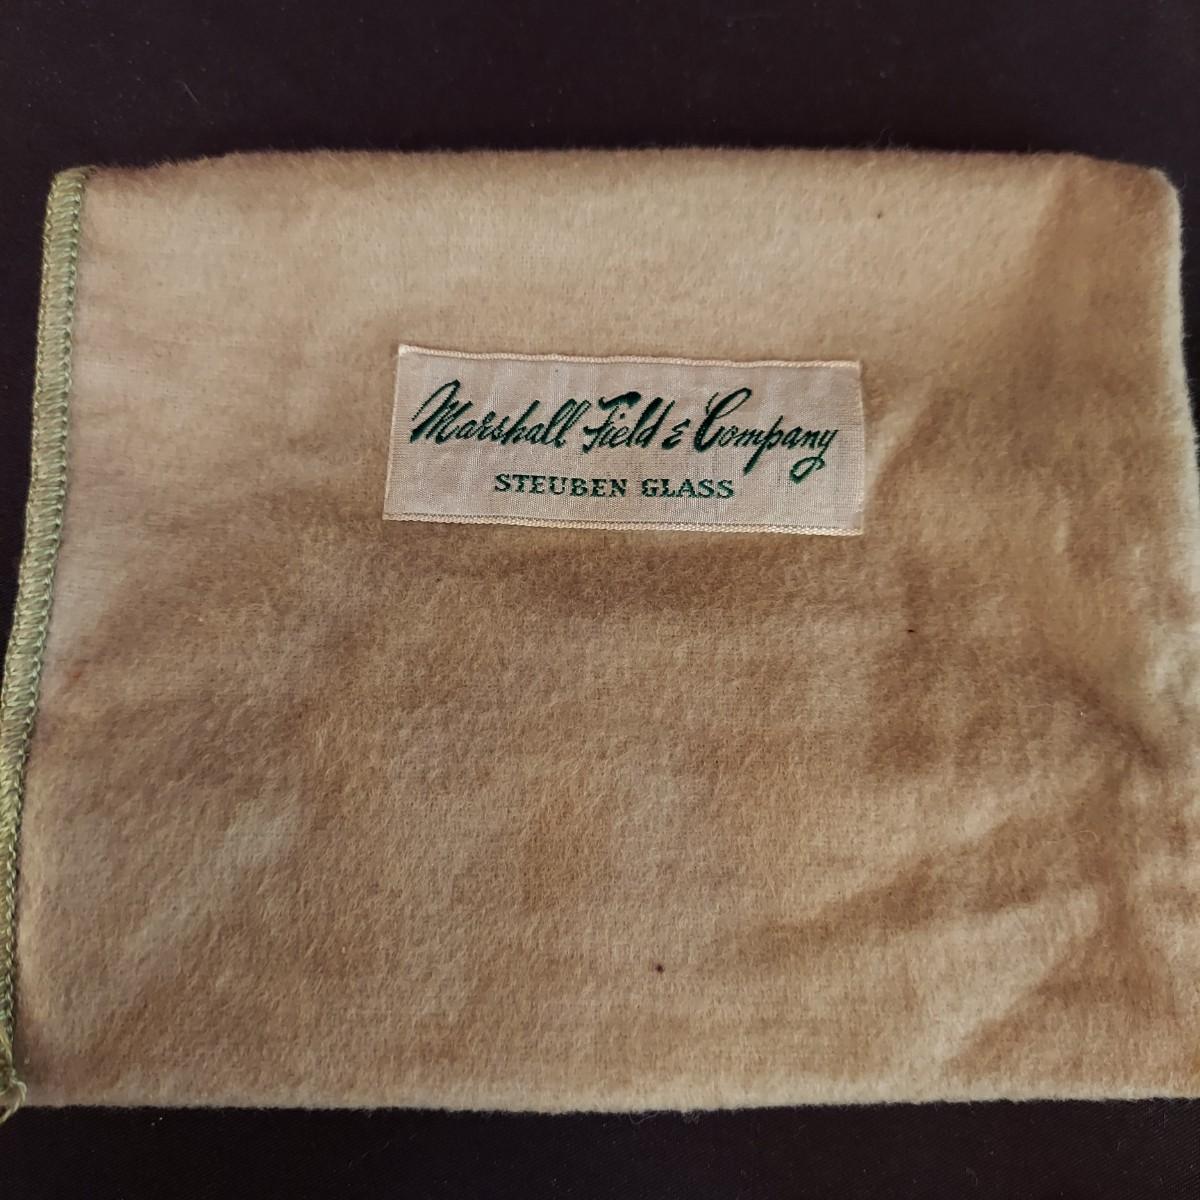 Marshall Field & Company
STEUBEN GLASS